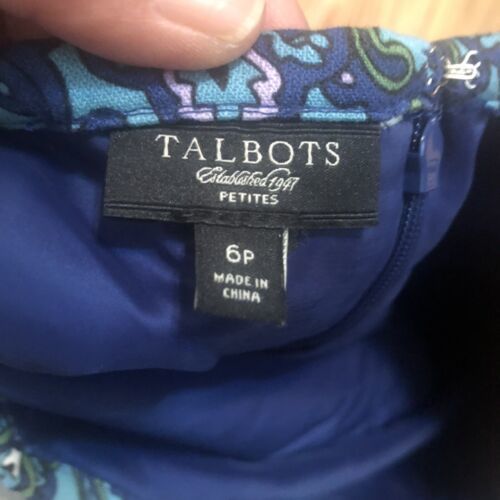 TALBOTS
Established 1947
PETITES
6P
MADE IN
CHINA